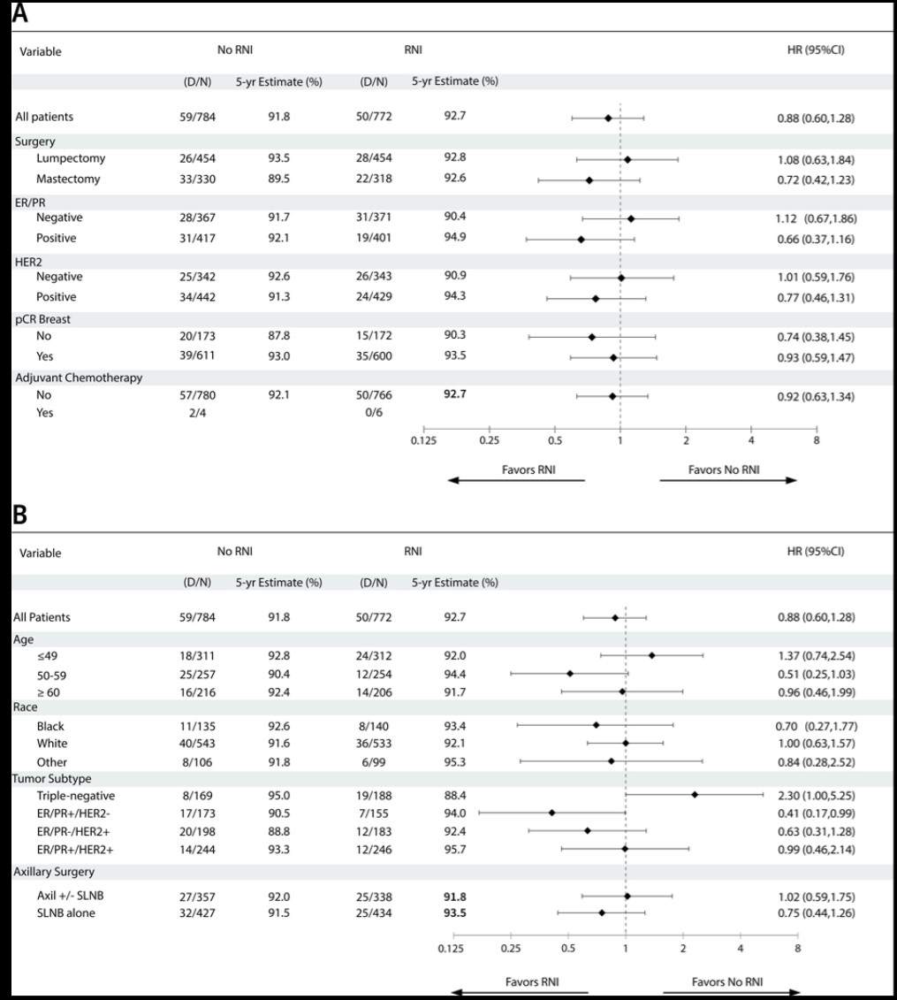 A
Variable No RNI RNI HR (95%CI)
(D/N) 5-yr Estimate (%) (D/N) 5-yr Estimate (%)
All patients 59/784 91.8 50/772 92.7 0.88 (0.60,1.28)
Surgery
Lumpectomy 26/454 93.5 28/454 92.8 1.08 (0.63,1.84)
Mastectomy 33/330 89.5 22/318 92.6 0.72 (0.42,1.23)
ER/PR
Negative 28/367 91.7 31/371 90.4 1.12 (0.67,1.86)
Positive 31/417 92.1 19/401 94.9 0.66 (0.37,1.16)
HER2
Negative 25/342 92.6 26/343 90.9 1.01 (0.59,1.76)
Positive 34/442 91.3 24/429 94.3 0.77 (0.46,1.31)
pCR Breast
No 20/173 87.8 15/172 90.3 0.74 (0.38,1.45)
Yes 39/611 93.0 35/600 93.5 0.93 (0.59,1.47)
Adjuvant Chemotherapy
No 57/780 92.1 50/766 92.7 0.92 (0.63,1.34)
Yes 2/4 0/6
0.125 0.25 0.5 1 2 4 8
Favors RNI Favors No RNI
B
Variable No RNI RNI HR (95%CI)
(D/N) 5-yr Estimate (%) (D/N) 5-yr Estimate (%)
All Patients 59/784 91.8 50/772 92.7 0.88 (0.60,1.28)
Age
≤49 18/311 92.8 24/312 92.0 1.37 (0.74,2.54)
50-59 25/257 90.4 12/254 94.4 0.51 (0.25,1.03)
≥ 60 16/216 92.4 14/206 91.7 0.96 (0.46,1.99)
Race
Black 11/135 92.6 8/140 93.4 0.70 (0.27,1.77)
White 40/543 91.6 36/533 92.1 1.00 (0.63,1.57)
Other 8/106 91.8 6/99 95.3 0.84 (0.28,2.52)
Tumor Subtype
Triple-negative 8/169 95.0 19/188 88.4 2.30 (1.00,5.25)
ER/PR+/HER2- 17/173 90.5 7/155 94.0 0.41 (0.17,0.99)
ER/PR-/HER2+ 20/198 88.8 12/183 92.4 0.63 (0.31,1.28)
ER/PR+/HER2+ 14/244 93.3 12/246 95.7 0.99 (0.46,2.14)
Axillary Surgery
Axil +/- SLNB 27/357 92.0 25/338 91.8 1.02 (0.59,1.75)
SLNB alone 32/427 91.5 25/434 93.5 0.75 (0.44,1.26)
0.125 0.25 0.5 1 2 4 8
Favors RNI Favors No RNI